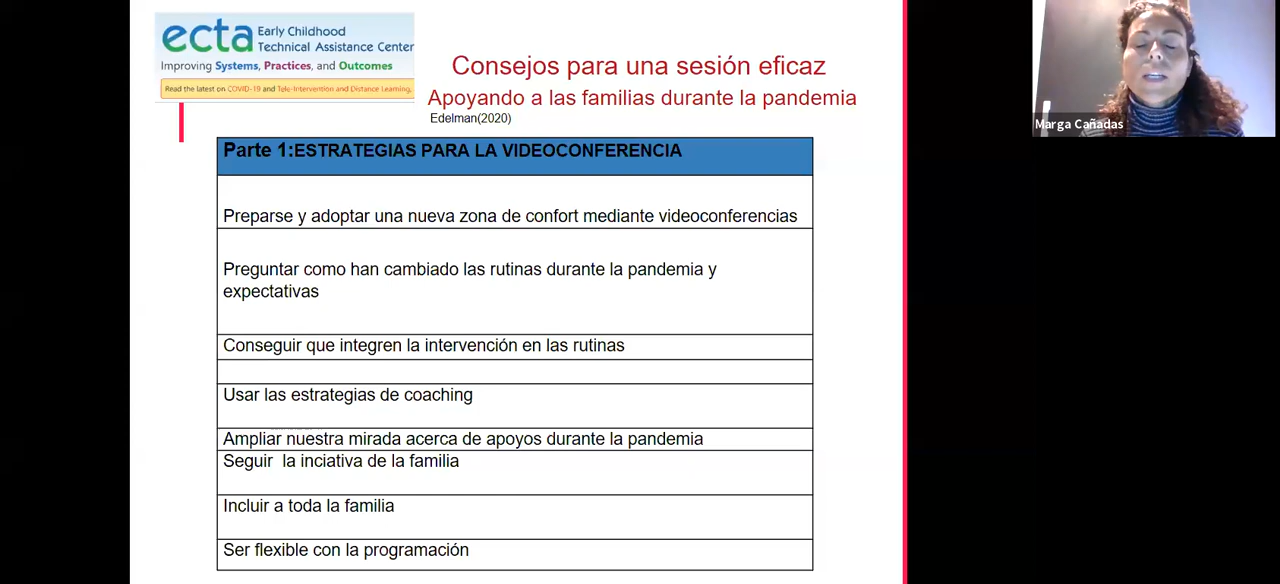 ecta Early Childhood
Technical Assistance Center
Improving Systems, Practices, and Outcomes
Read the latest on COVID-19 and Tele-Intervention and Distance Learning,
Consejos para una sesión eficaz
Apoyando a las familias durante la pandemia
Edelman(2020)
Parte 1:ESTRATEGIAS PARA LA VIDEOCONFERENCIA
Preparse y adoptar una nueva zona de confort mediante videoconferencias
Preguntar como han cambiado las rutinas durante la pandemia y
expectativas
Conseguir que integren la intervención en las rutinas
Usar las estrategias de coaching
Ampliar nuestra mirada acerca de apoyos durante la pandemia
Seguir la inciativa de la familia
Incluir a toda la familia
Ser flexible con la programación
Marga Cañadas